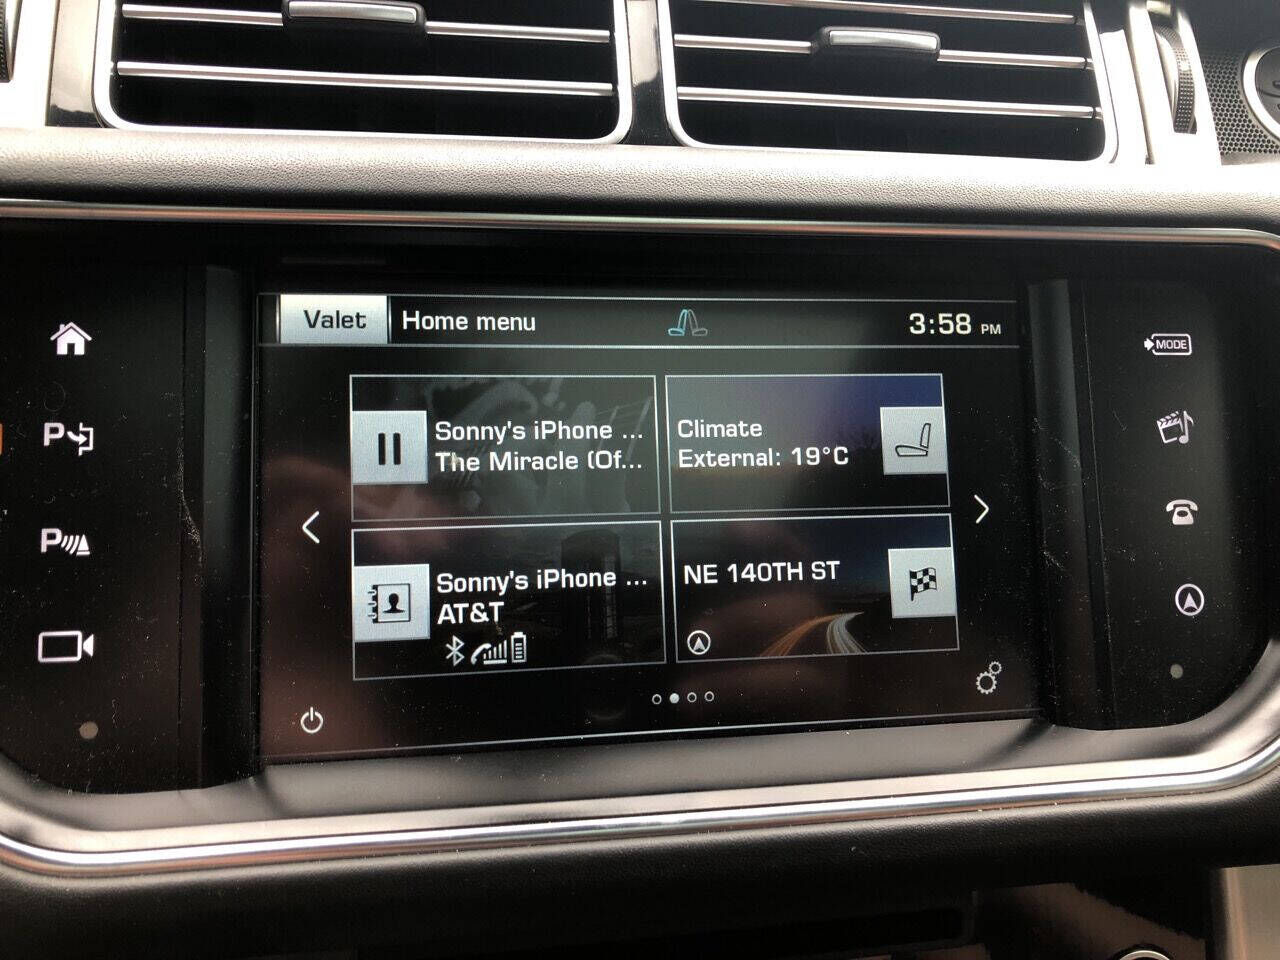 Valet Home menu 3:58 PM
Sonny's iPhone ...
The Miracle (Of...
Climate
External: 19°C
Sonny's iPhone ...
AT&T
NE 140TH ST
P
P
MODE